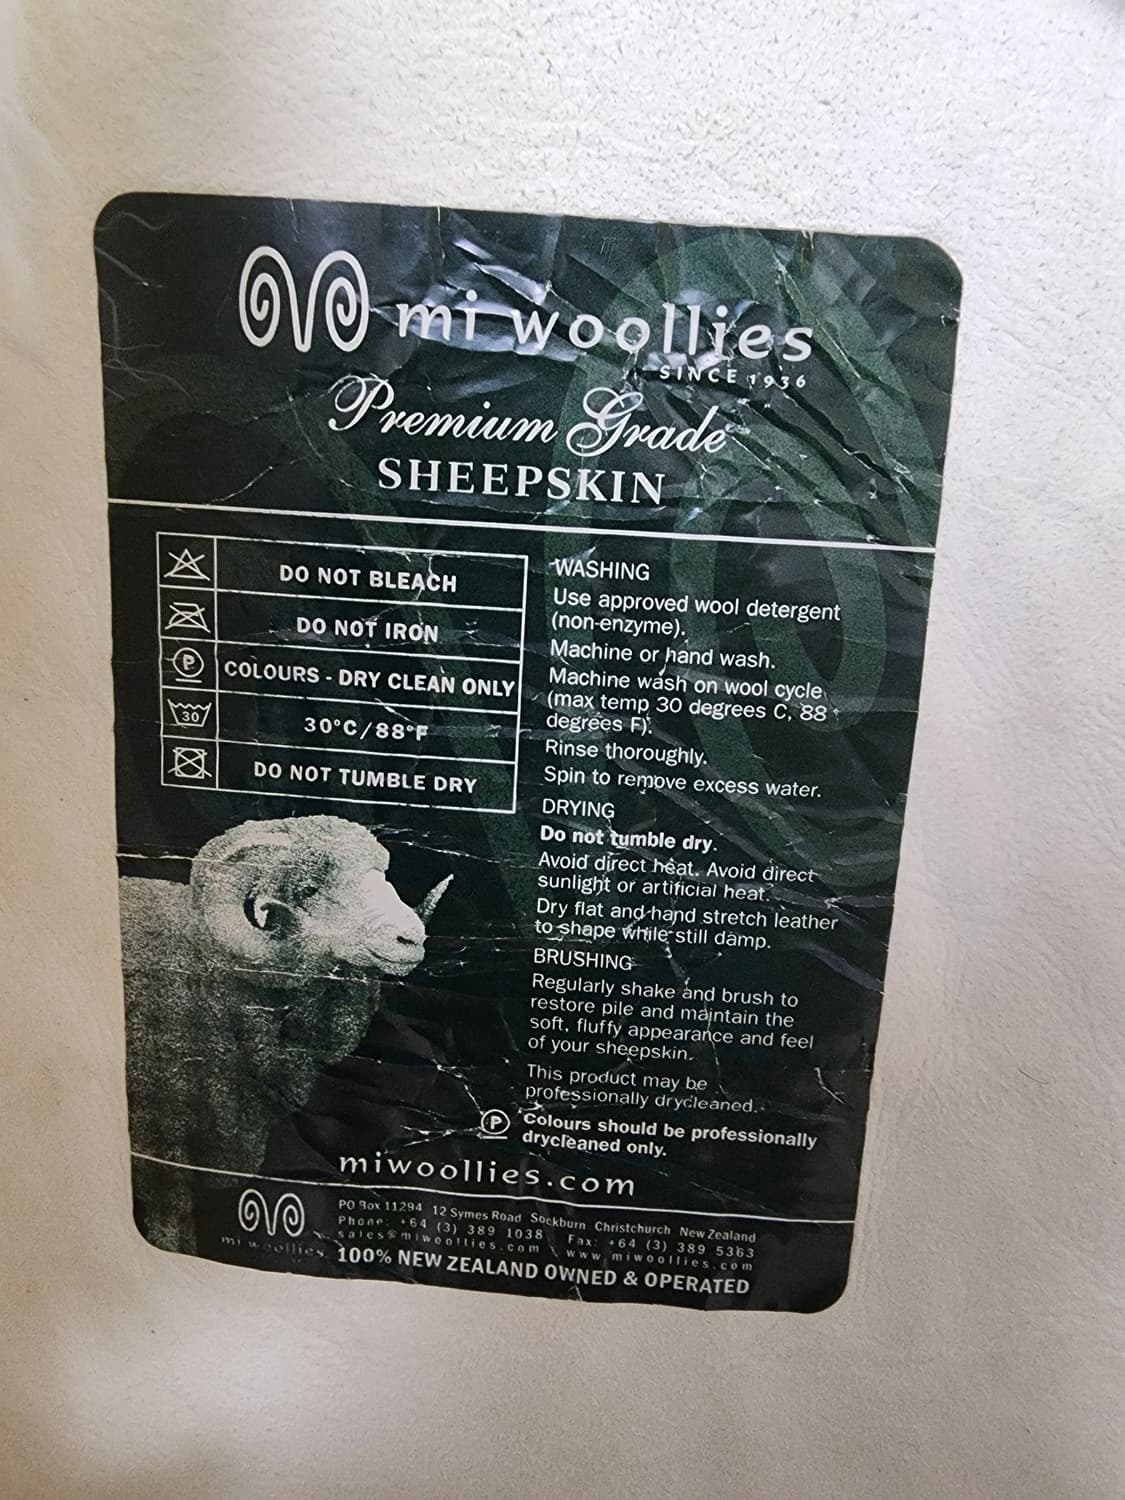 mi woollies
SINCE 1936
Premium Grade
SHEEPSKIN
DO NOT BLEACH
DO NOT IRON
P
COLOURS - DRY CLEAN ONLY
30
30°C/88°F
DO NOT TUMBLE DRY
WASHING
Use approved wool detergent
(non-enzyme).
Machine or hand wash.
Machine wash on wool cycle
(max temp 30 degrees C, 88
degrees F).
Rinse thoroughly.
Spin to remove excess water.
DRYING
Do not tumble dry.
Avoid direct heat. Avoid direct
sunlight or artificial heat.
Dry flat and hand stretch leather
to shape while still damp.
BRUSHING
Regularly shake and brush to
restore pile and maintain the
soft, fluffy appearance and feel
of your sheepskin.
This product may be
professionally drycleaned.
P
Colours should be professionally
drycleaned only.
miwoollies.com
mi woollies
PO Box 11294 12 Symes Road Sockburn Christchurch New Zealand
Phone: +64 (3) 389 1038 Fax: +64 (3) 389 5363
sales@miwoollies.com www.miwoollies.com
100% NEW ZEALAND OWNED & OPERATED